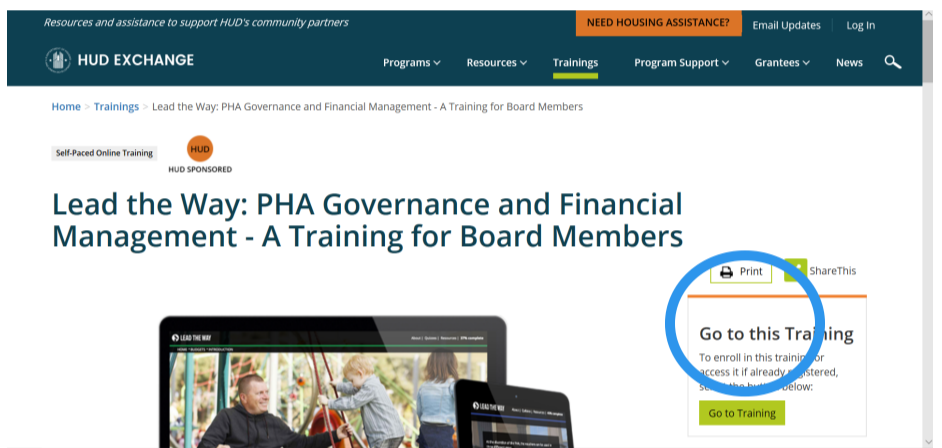 Resources and assistance to support HUD's community partners
NEED HOUSING ASSISTANCE?
Email Updates
Log In
HUD EXCHANGE
Programs
Resources
Trainings
Program Support
Grantees
News
Home > Trainings > Lead the Way: PHA Governance and Financial Management - A Training for Board Members
Self-Paced Online Training
HUD
HUD SPONSORED
Lead the Way: PHA Governance and Financial
Management - A Training for Board Members
Print
ShareThis
Go to this Training
To enroll in this training or
access it if already registered,
select the button below:
Go to Training
LEAD THE WAY
LEAD THE WAY